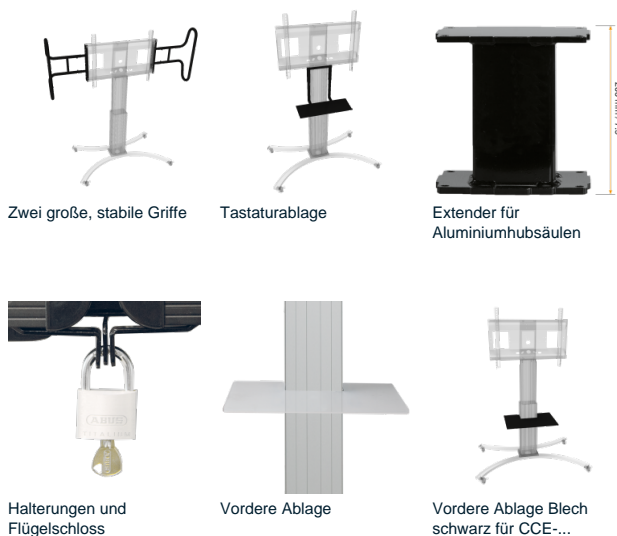 Zwei große, stabile Griffe
Tastaturablage
Extender für
Aluminiumhubsäulen
ABUS
Halterungen und
Flügelschloss
Vordere Ablage
Vordere Ablage Blech
schwarz für CCE-...